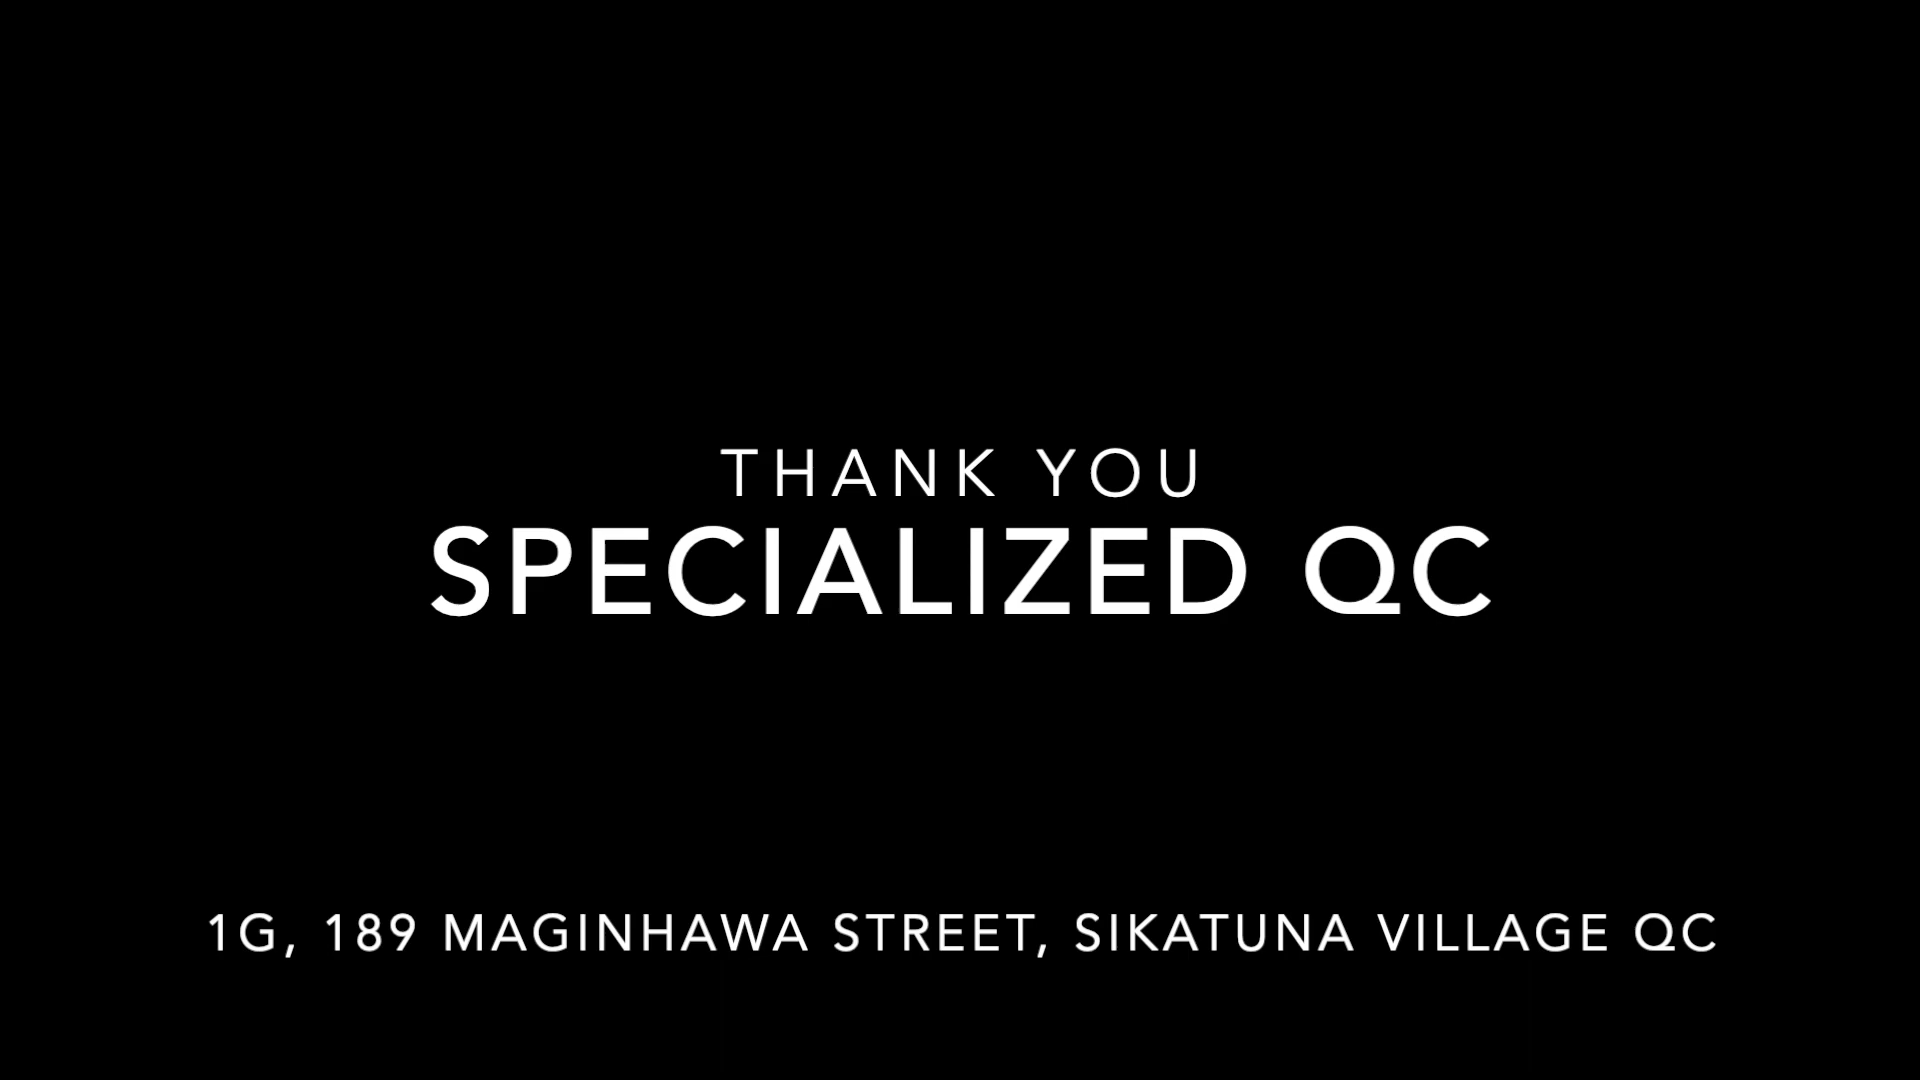 THANK YOU
SPECIALIZED QC
1G, 189 MAGINHAWA STREET, SIKATUNA VILLAGE QC